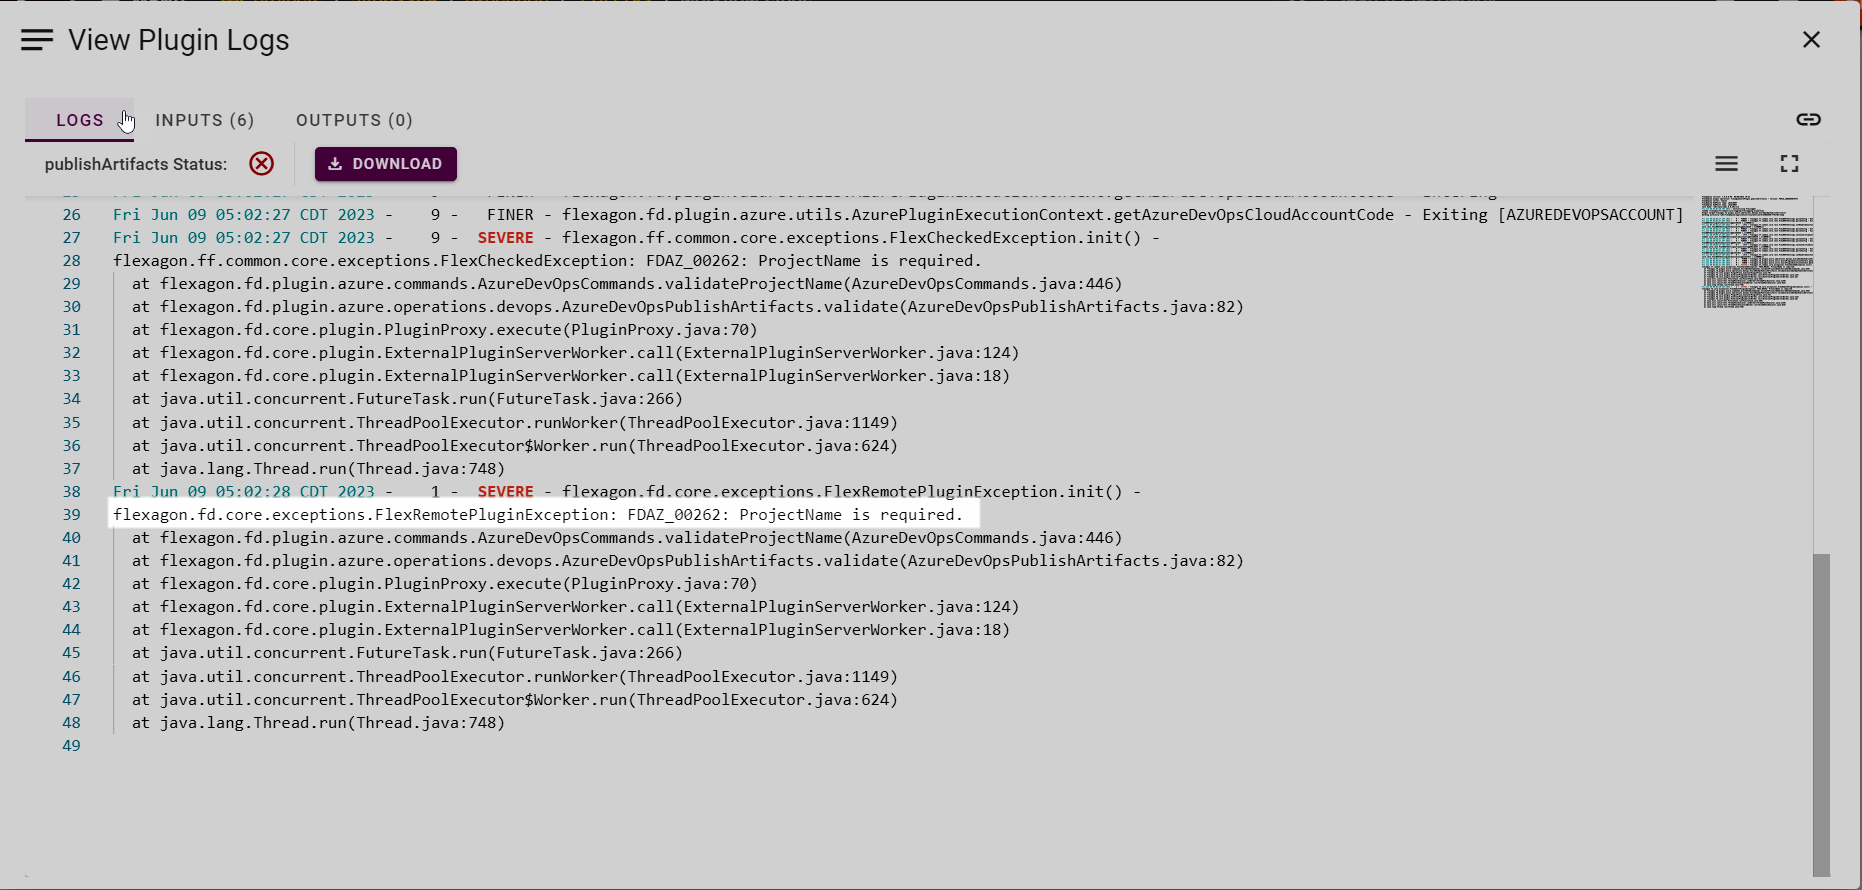 View Plugin Logs
LOGS INPUTS (6) OUTPUTS (0)
publishArtifacts Status: DOWNLOAD
26 Fri Jun 09 05:02:27 CDT 2023 - 9 - FINER - flexagon.fd.plugin.azure.utils.AzurePluginExecutionContext.getAzureDevOpsCloudAccountCode - Exiting [AZUREDEVOPSACCOUNT]
27 Fri Jun 09 05:02:27 CDT 2023 - 9 - SEVERE - flexagon.ff.common.core.exceptions.FlexCheckedException.init() -
28 flexagon.ff.common.core.exceptions.FlexCheckedException: FDAZ_00262: ProjectName is required.
29 at flexagon.fd.plugin.azure.commands.AzureDevOpsCommands.validateProjectName(AzureDevOpsCommands.java:446)
30 at flexagon.fd.plugin.azure.operations.devops.AzureDevOpsPublishArtifacts.validate(AzureDevOpsPublishArtifacts.java:82)
31 at flexagon.fd.core.plugin.PluginProxy.execute(PluginProxy.java:70)
32 at flexagon.fd.core.plugin.ExternalPluginServerWorker.call(ExternalPluginServerWorker.java:124)
33 at flexagon.fd.core.plugin.ExternalPluginServerWorker.call(ExternalPluginServerWorker.java:18)
34 at java.util.concurrent.FutureTask.run(FutureTask.java:266)
35 at java.util.concurrent.ThreadPoolExecutor.runWorker(ThreadPoolExecutor.java:1149)
36 at java.util.concurrent.ThreadPoolExecutor$Worker.run(ThreadPoolExecutor.java:624)
37 at java.lang.Thread.run(Thread.java:748)
38 Fri Jun 09 05:02:28 CDT 2023 - 1 - SEVERE - flexagon.fd.core.exceptions.FlexRemotePluginException.init() -
39 flexagon.fd.core.exceptions.FlexRemotePluginException: FDAZ_00262: ProjectName is required.
40 at flexagon.fd.plugin.azure.commands.AzureDevOpsCommands.validateProjectName(AzureDevOpsCommands.java:446)
41 at flexagon.fd.plugin.azure.operations.devops.AzureDevOpsPublishArtifacts.validate(AzureDevOpsPublishArtifacts.java:82)
42 at flexagon.fd.core.plugin.PluginProxy.execute(PluginProxy.java:70)
43 at flexagon.fd.core.plugin.ExternalPluginServerWorker.call(ExternalPluginServerWorker.java:124)
44 at flexagon.fd.core.plugin.ExternalPluginServerWorker.call(ExternalPluginServerWorker.java:18)
45 at java.util.concurrent.FutureTask.run(FutureTask.java:266)
46 at java.util.concurrent.ThreadPoolExecutor.runWorker(ThreadPoolExecutor.java:1149)
47 at java.util.concurrent.ThreadPoolExecutor$Worker.run(ThreadPoolExecutor.java:624)
48 at java.lang.Thread.run(Thread.java:748)
49